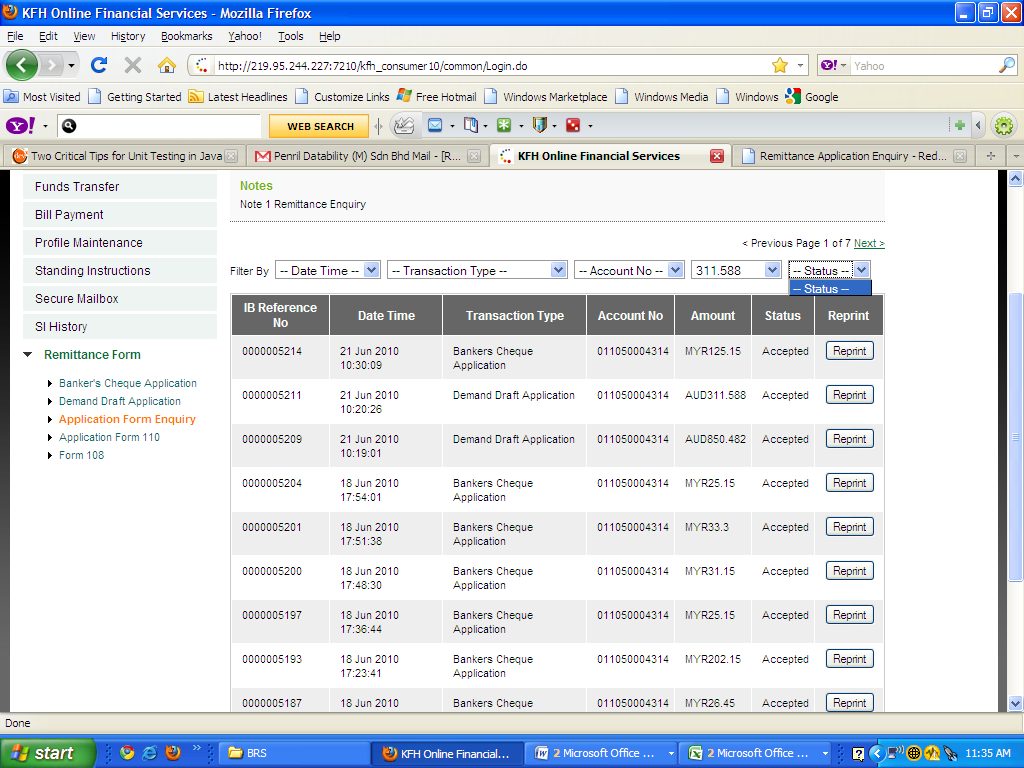 KFH Online Financial Services - Mozilla Firefox
File Edit View History Bookmarks Yahoo! Tools Help
http://219.95.244.227:7210/kfh_consumer10/common/Login.do
Yahoo
Most Visited Getting Started Latest Headlines Customize Links Free Hotmail Windows Marketplace Windows Media Windows Google
Y! WEB SEARCH
Two Critical Tips for Unit Testing in Java Penril Datability (M) Sdn Bhd Mail - [R... KFH Online Financial Services Remittance Application Enquiry - Red...
Funds Transfer
Bill Payment
Profile Maintenance
Standing Instructions
Secure Mailbox
SI History
Remittance Form
Banker's Cheque Application
Demand Draft Application
Application Form Enquiry
Application Form 110
Form 108
Notes
Note 1 Remittance Enquiry
< Previous Page 1 of 7 Next >
Filter By -- Date Time -- -- Transaction Type -- -- Account No -- 311.588 -- Status --
-- Status --
IB Reference No Date Time Transaction Type Account No Amount Status Reprint
0000005214 21 Jun 2010 10:30:09 Bankers Cheque Application 011050004314 MYR125.15 Accepted Reprint
0000005211 21 Jun 2010 10:20:26 Demand Draft Application 011050004314 AUD311.588 Accepted Reprint
0000005209 21 Jun 2010 10:19:01 Demand Draft Application 011050004314 AUD850.482 Accepted Reprint
0000005204 18 Jun 2010 17:54:01 Bankers Cheque Application 011050004314 MYR25.15 Accepted Reprint
0000005201 18 Jun 2010 17:51:38 Bankers Cheque Application 011050004314 MYR33.3 Accepted Reprint
0000005200 18 Jun 2010 17:48:30 Bankers Cheque Application 011050004314 MYR31.15 Accepted Reprint
0000005197 18 Jun 2010 17:36:44 Bankers Cheque Application 011050004314 MYR25.15 Accepted Reprint
0000005193 18 Jun 2010 17:23:41 Bankers Cheque Application 011050004314 MYR202.15 Accepted Reprint
0000005187 18 Jun 2010 Bankers Cheque 011050004314 MYR26.45 Accepted Reprint
Done
start BRS KFH Online Financial... 2 Microsoft Office ... 2 Microsoft Office ... 11:35 AM